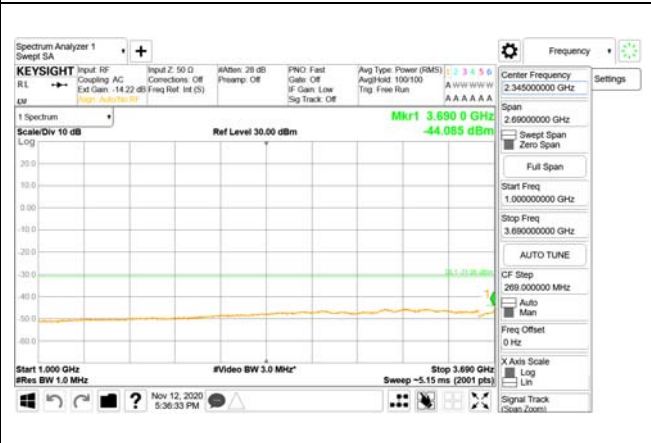 Spectrum Analyzer 1
Swept SA
+
Frequency
KEYSIGHT
R L
Input: RF
Coupling: AC
Ext Gain: -14.22 dB
Align: Auto/No RF
Input Z: 50 Ω
Corrections: Off
Freq Ref: Int (S)
#Atten: 28 dB
Preamp: Off
PNO: Fast
Gate: Off
IF Gain: Low
Sig Track: Off
Avg Type: Power (RMS)
Avg|Hold: 100/100
Trig: Free Run
1 2 3 4 5 6
A W W W W W
A A A A A A
1 Spectrum
Scale/Div 10 dB
Log
Ref Level 30.00 dBm
Mkr1 3.690 0 GHz
-44.085 dBm
20.0
10.0
0.00
-10.0
-20.0
-30.0
-40.0
-50.0
-60.0
1
Start 1.000 GHz
#Res BW 1.0 MHz
#Video BW 3.0 MHz*
Stop 3.690 GHz
Sweep ~5.15 ms (2001 pts)
Nov 12, 2020
5:36:33 PM
?
Center Frequency
2.345000000 GHz
Settings
Span
2.69000000 GHz
Swept Span
Zero Span
Full Span
Start Freq
1.000000000 GHz
Stop Freq
3.690000000 GHz
AUTO TUNE
CF Step
269.000000 MHz
Auto
Man
Freq Offset
0 Hz
X Axis Scale
Log
Lin
Signal Track
(Span Zoom)